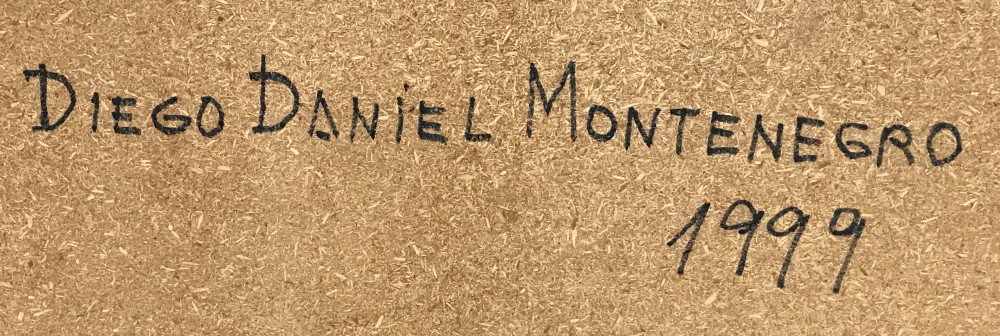 DIEGO DANiEL MONTENEGRO
1999